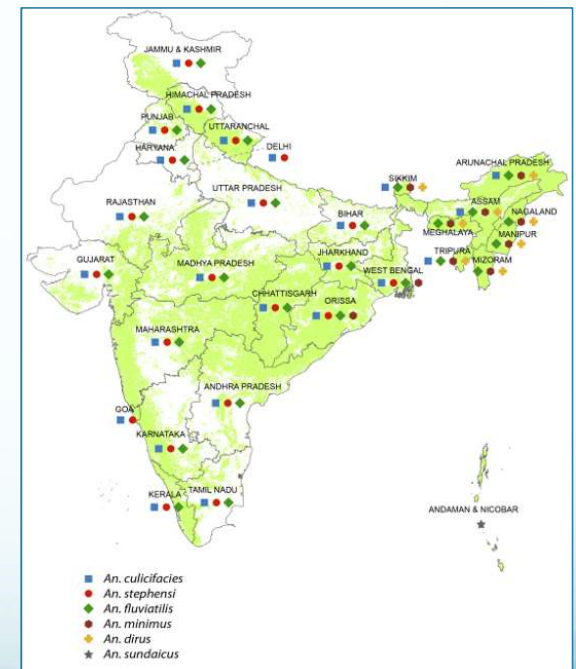 JAMMU & KASHMIR
HIMACHAL PRADESH
PUNJAB
UTTARANCHAL
HARYANA
DELHI
ARUNACHAL PRADESH
SIKKIM
RAJASTHAN
UTTAR PRADESH
ASSAM
NAGALAND
BIHAR
MEGHALAYA
MANIPUR
TRIPURA
MIZORAM
GUJARAT
MADHYA PRADESH
JHARKHAND
WEST BENGAL
CHHATTISGARH
ORISSA
MAHARASHTRA
ANDHRA PRADESH
GOA
KARNATAKA
KERALA
TAMIL NADU
ANDAMAN & NICOBAR
An. culicifacies
An. stephensi
An. fluviatilis
An. minimus
An. dirus
An. sundaicus